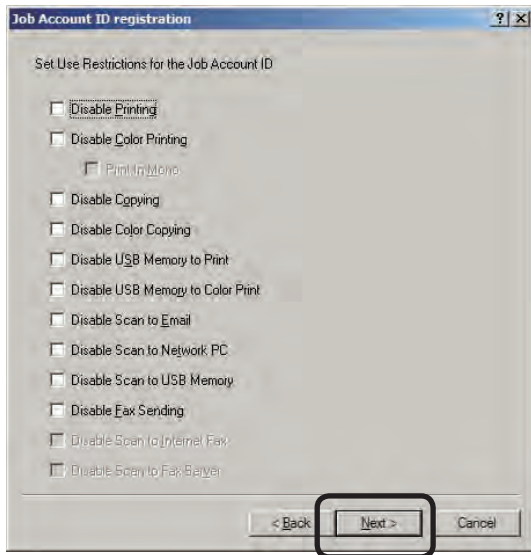 Job Account ID registration
Set Use Restrictions for the Job Account ID
Disable Printing
Disable Color Printing
Print In Mono
Disable Copying
Disable Color Copying
Disable USB Memory to Print
Disable USB Memory to Color Print
Disable Scan to Email
Disable Scan to Network PC
Disable Scan to USB Memory
Disable Fax Sending
Disable Scan to Internet Fax
Disable Scan to Fax Server
< Back Next > Cancel